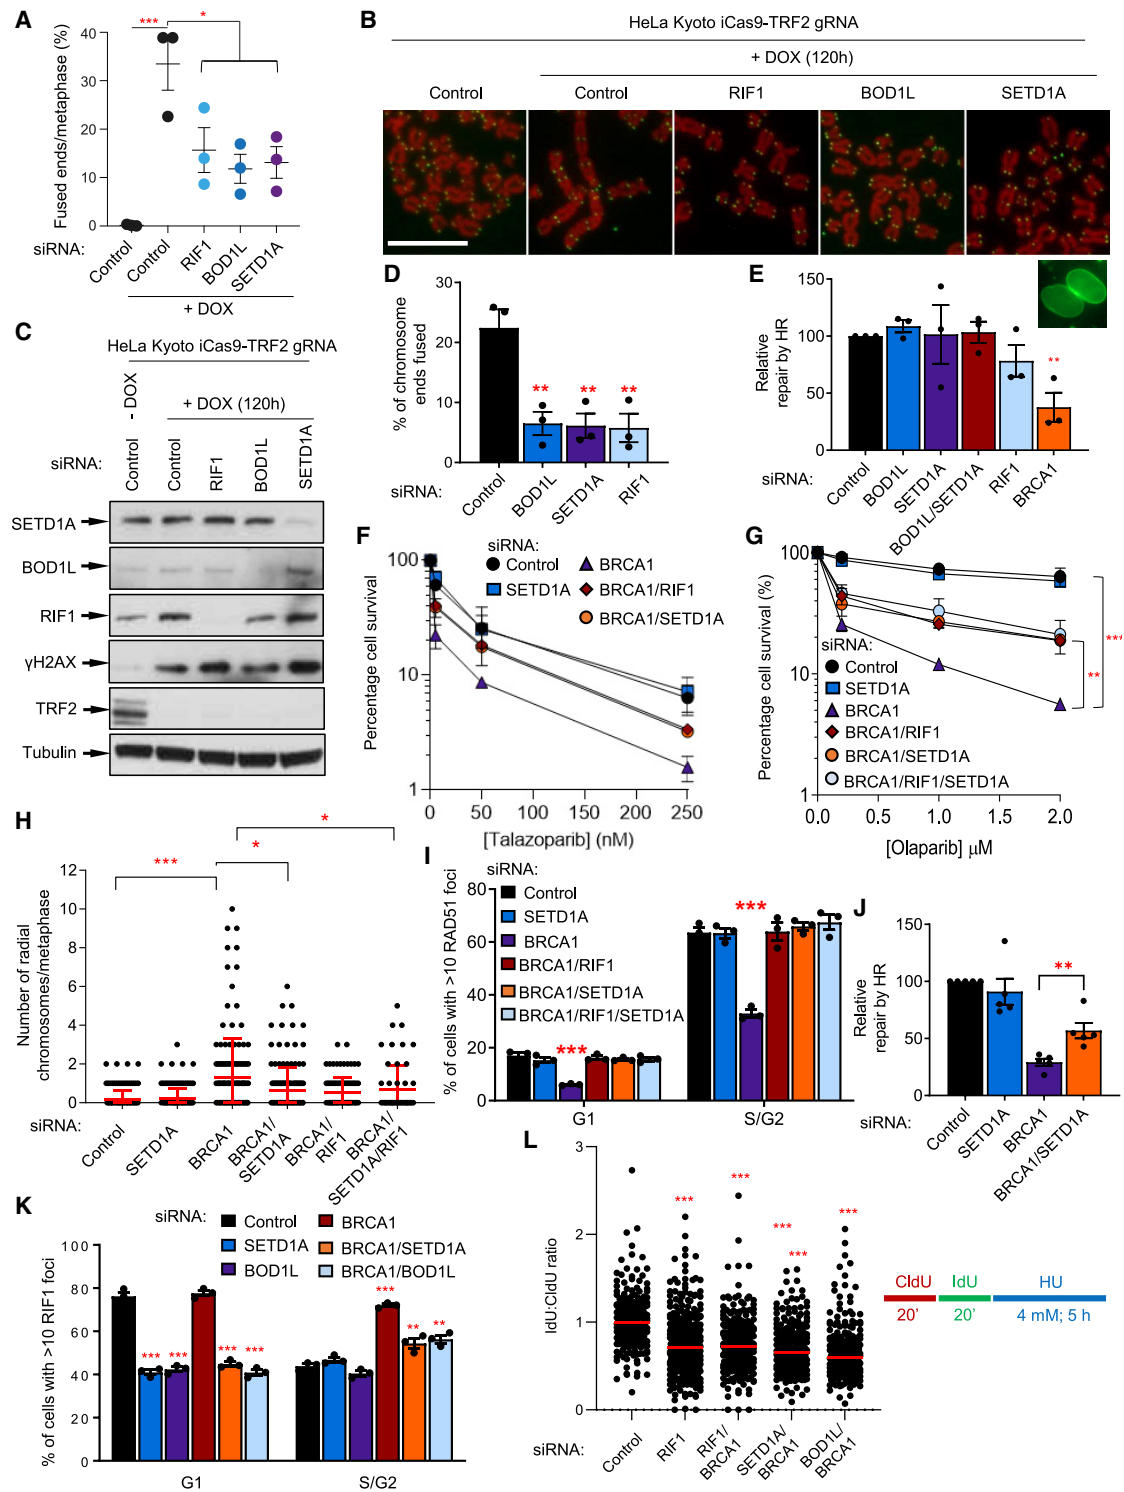 A
Fused ends/metaphase (%)
40
30
20
10
0
***
*
siRNA:
Control
Control
RIF1
BOD1L
SETD1A
+ DOX
B
HeLa Kyoto iCas9-TRF2 gRNA
+ DOX (120h)
Control
Control
RIF1
BOD1L
SETD1A
C
HeLa Kyoto iCas9-TRF2 gRNA
- DOX
+ DOX (120h)
siRNA:
Control
Control
RIF1
BOD1L
SETD1A
SETD1A
BOD1L
RIF1
γH2AX
TRF2
Tubulin
D
% of chromosome
ends fused
30
20
10
0
**
**
**
siRNA:
Control
BOD1L
SETD1A
RIF1
E
Relative
repair by HR
150
100
50
0
**
siRNA:
Control
BOD1L
SETD1A
BOD1L/SETD1A
RIF1
BRCA1
F
siRNA:
Control
SETD1A
BRCA1
BRCA1/RIF1
BRCA1/SETD1A
Percentage cell survival
100
10
1
0
50
100
150
200
250
[Talazoparib] (nM)
G
Percentage cell survival (%)
100
10
1
siRNA:
Control
SETD1A
BRCA1
BRCA1/RIF1
BRCA1/SETD1A
BRCA1/RIF1/SETD1A
***
**
0.0
0.5
1.0
1.5
2.0
[Olaparib] μM
H
Number of radial
chromosomes/metaphase
12
10
8
6
4
2
0
***
*
*
siRNA:
Control
SETD1A
BRCA1
BRCA1/
SETD1A
BRCA1/
RIF1
BRCA1/
SETD1A/RIF1
I
siRNA:
Control
SETD1A
BRCA1
BRCA1/RIF1
BRCA1/SETD1A
BRCA1/RIF1/SETD1A
% of cells with >10 RAD51 foci
80
60
40
20
0
***
***
G1
S/G2
J
Relative
repair by HR
150
100
50
0
**
siRNA:
Control
SETD1A
BRCA1
BRCA1/SETD1A
K
siRNA:
Control
SETD1A
BOD1L
BRCA1
BRCA1/SETD1A
BRCA1/BOD1L
% of cells with >10 RIF1 foci
100
80
60
40
20
0
***
***
***
***
***
**
**
G1
S/G2
L
IdU:CldU ratio
3
2
1
0
***
***
***
***
***
siRNA:
Control
RIF1
RIF1/
BRCA1
SETD1A/
BRCA1
BOD1L/
BRCA1
CldU
IdU
HU
20'
20'
4 mM; 5 h